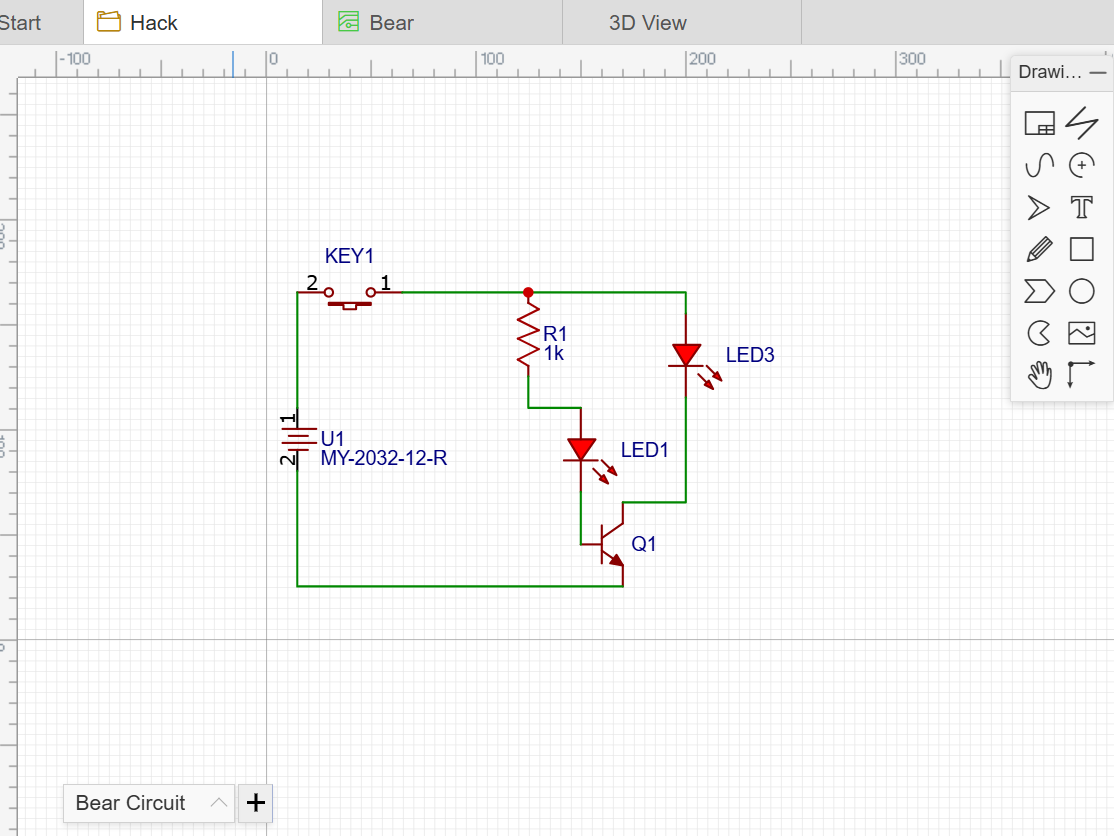 Start
Hack
Bear
3D View
-100
0
100
200
300
Drawi...
T
KEY1
2
1
R1
1k
LED3
1
U1
2
MY-2032-12-R
LED1
Q1
Bear Circuit
+